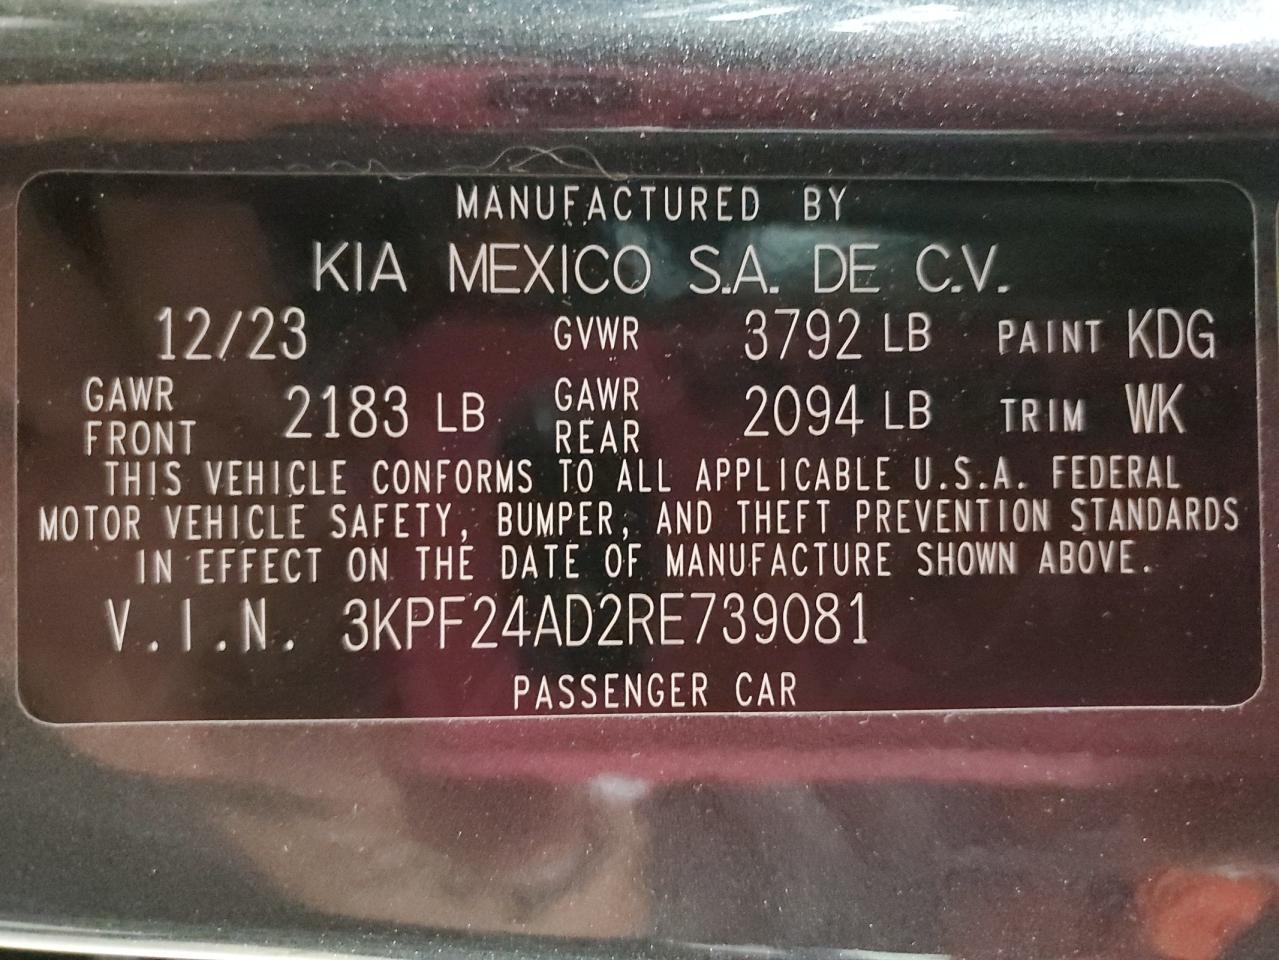 MANUFACTURED BY
KIA MEXICO S.A. DE C.V.
12/23 GVWR 3792 LB PAINT KDG
GAWR FRONT 2183 LB GAWR REAR 2094 LB TRIM WK
THIS VEHICLE CONFORMS TO ALL APPLICABLE U.S.A. FEDERAL
MOTOR VEHICLE SAFETY, BUMPER, AND THEFT PREVENTION STANDARDS
IN EFFECT ON THE DATE OF MANUFACTURE SHOWN ABOVE.
V.I.N. 3KPF24AD2RE739081
PASSENGER CAR